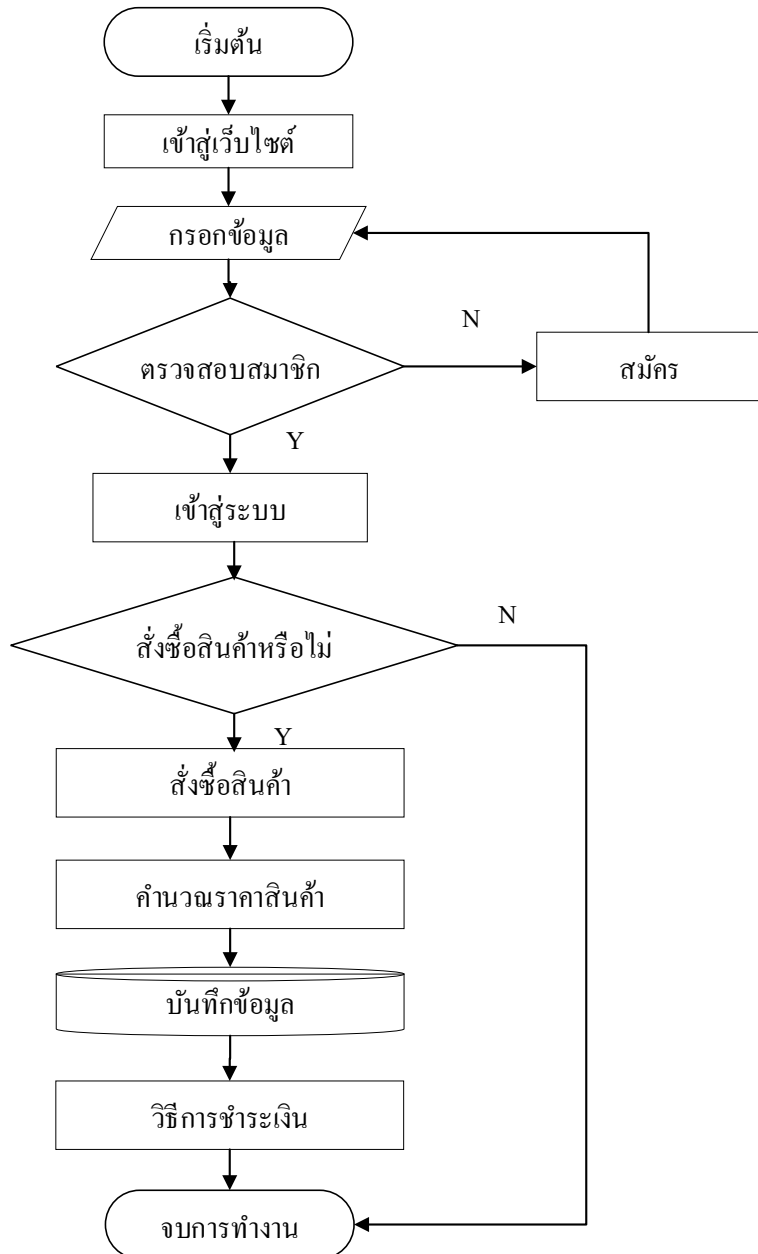 เริ่มต้น
เข้าสู่เว็บไซต์
กรอกข้อมูล
N
ตรวจสอบสมาชิก
สมัคร
Y
เข้าสู่ระบบ
N
สั่งซื้อสินค้าหรือไม่
Y
สั่งซื้อสินค้า
คำนวณราคาสินค้า
บันทึกข้อมูล
วิธีการชำระเงิน
จบการทำงาน